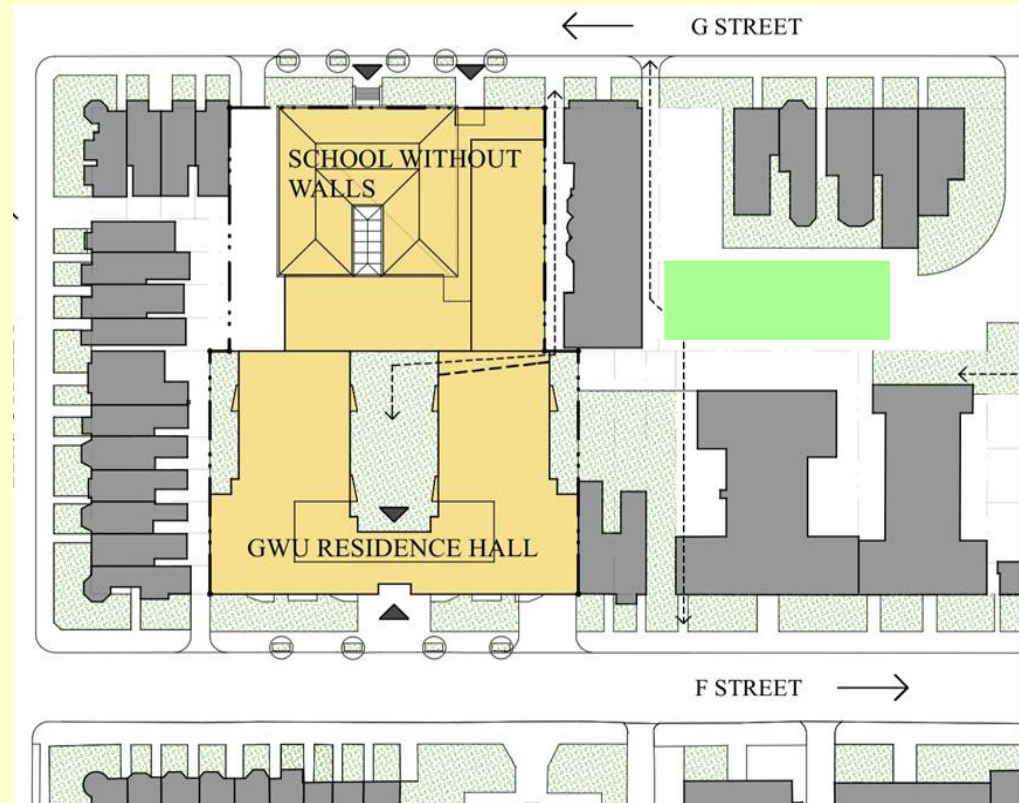 G STREET
SCHOOL WITHOUT
WALLS
GWU RESIDENCE HALL
F STREET